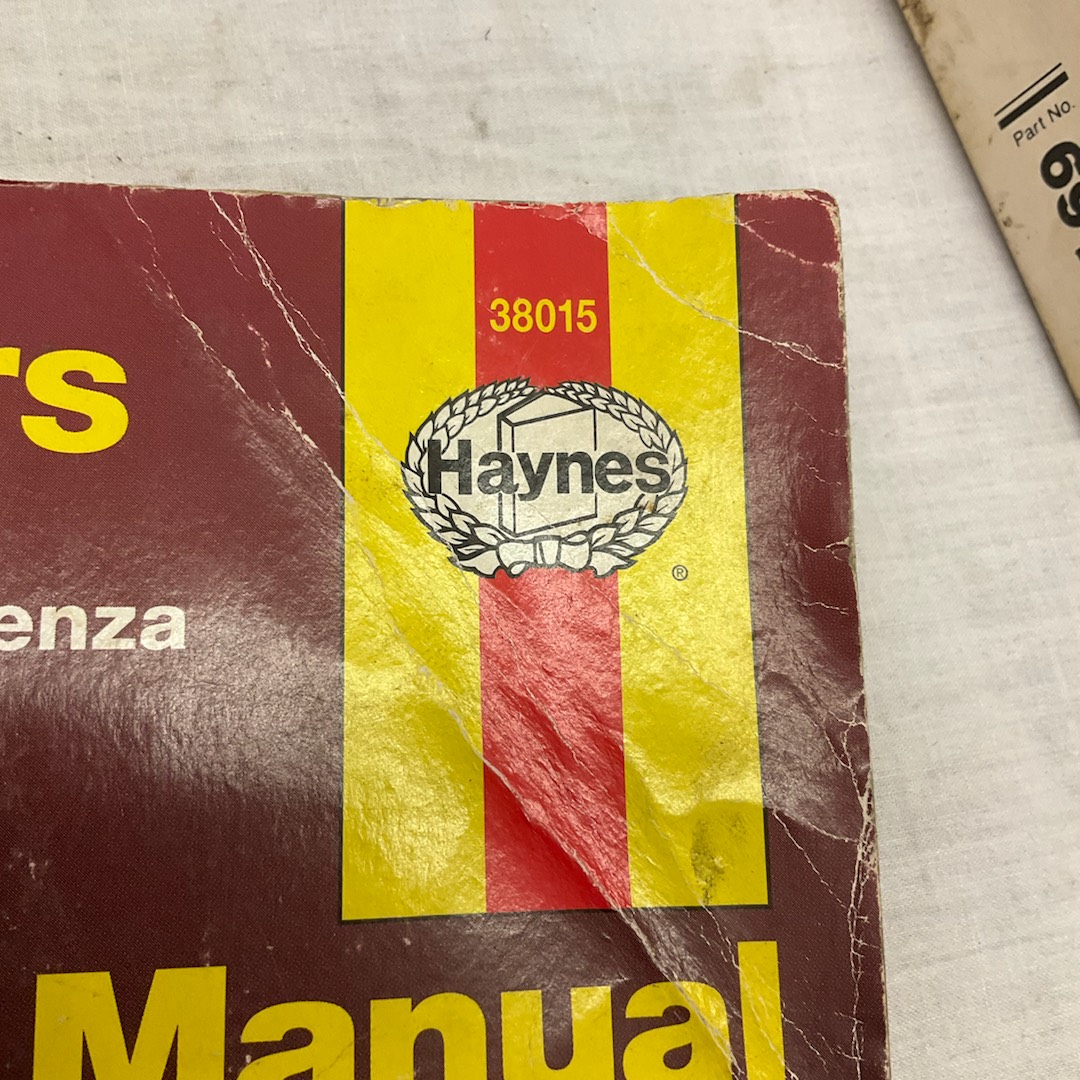 38015
Haynes
®
rs
enza
Manual
Part No.
69